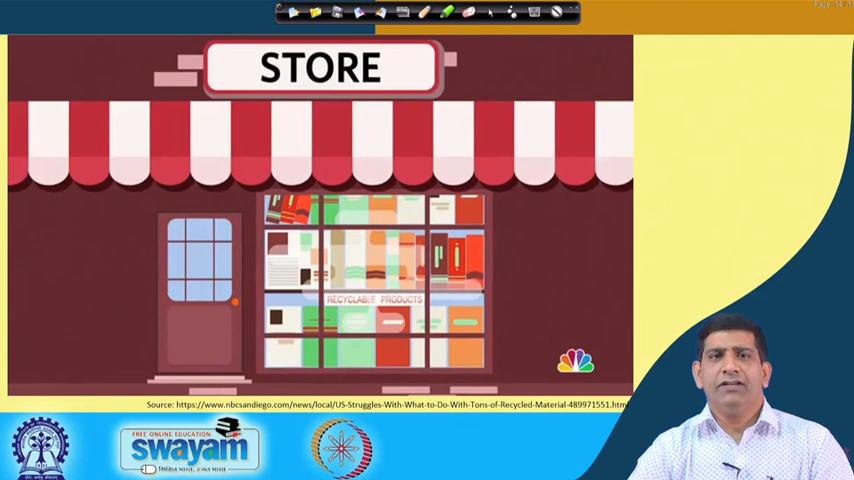 STORE
RECYCLABLE PRODUCTS
Source: https://www.nbcsandiego.com/news/local/US-Struggles-With-What-to-Do-With-Tons-of-Recycled-Material-489971551.html
FREE ONLINE EDUCATION
swayam